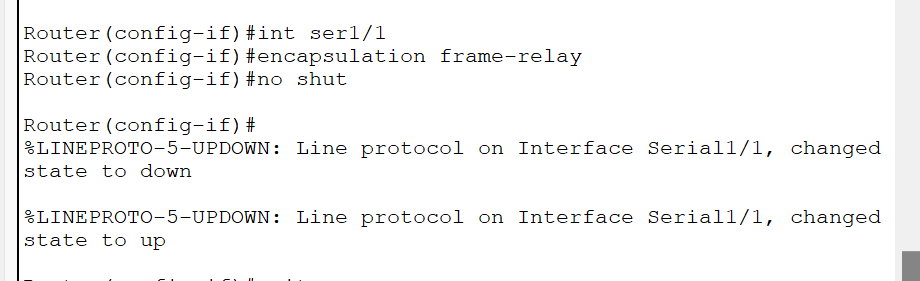 Router(config-if)#int ser1/1
Router(config-if)#encapsulation frame-relay
Router(config-if)#no shut
Router(config-if)#
%LINEPROTO-5-UPDOWN: Line protocol on Interface Serial1/1, changed
state to down
%LINEPROTO-5-UPDOWN: Line protocol on Interface Serial1/1, changed
state to up